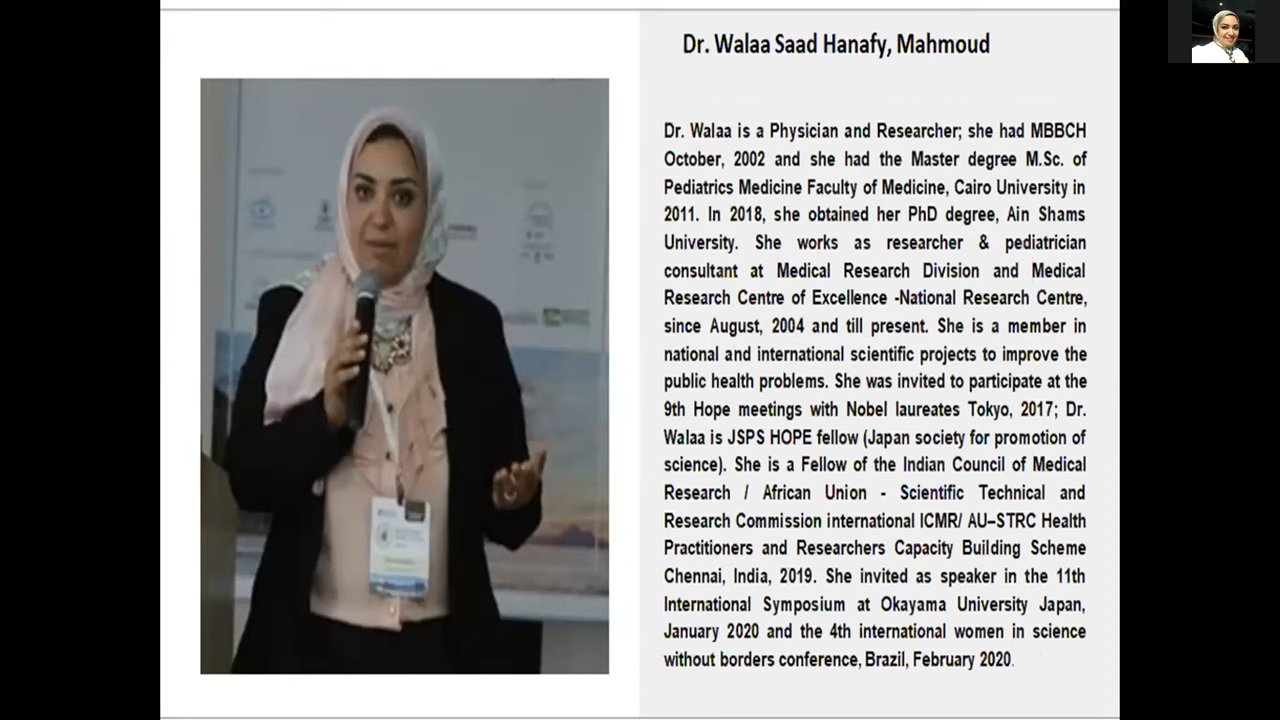 Dr. Walaa Saad Hanafy, Mahmoud
Dr. Walaa is a Physician and Researcher; she had MBBCH
October, 2002 and she had the Master degree M.Sc. of
Pediatrics Medicine Faculty of Medicine, Cairo University in
2011. In 2018, she obtained her PhD degree, Ain Shams
University. She works as researcher & pediatrician
consultant at Medical Research Division and Medical
Research Centre of Excellence -National Research Centre,
since August, 2004 and till present. She is a member in
national and international scientific projects to improve the
public health problems. She was invited to participate at the
9th Hope meetings with Nobel laureates Tokyo, 2017; Dr.
Walaa is JSPS HOPE fellow (Japan society for promotion of
science). She is a Fellow of the Indian Council of Medical
Research / African Union - Scientific Technical and
Research Commission international ICMR/ AU–STRC Health
Practitioners and Researchers Capacity Building Scheme
Chennai, India, 2019. She invited as speaker in the 11th
International Symposium at Okayama University Japan,
January 2020 and the 4th international women in science
without borders conference, Brazil, February 2020.